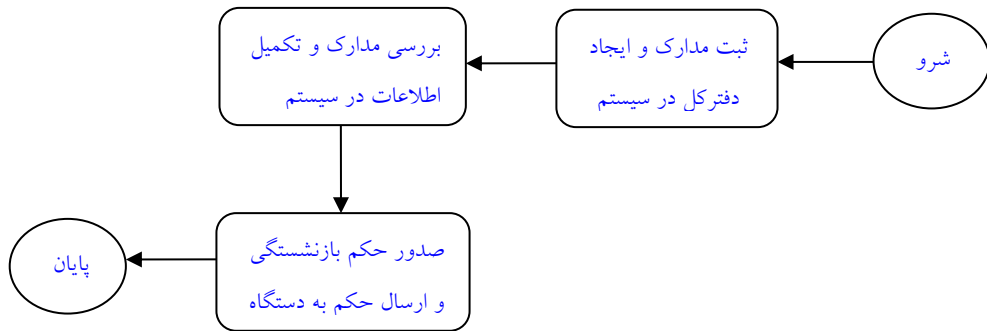 شرو
ثبت مدارک و ایجاد
دفترکل در سیستم
بررسی مدارک و تکمیل
اطلاعات در سیستم
صدور حکم بازنشستگی
و ارسال حکم به دستگاه
پایان